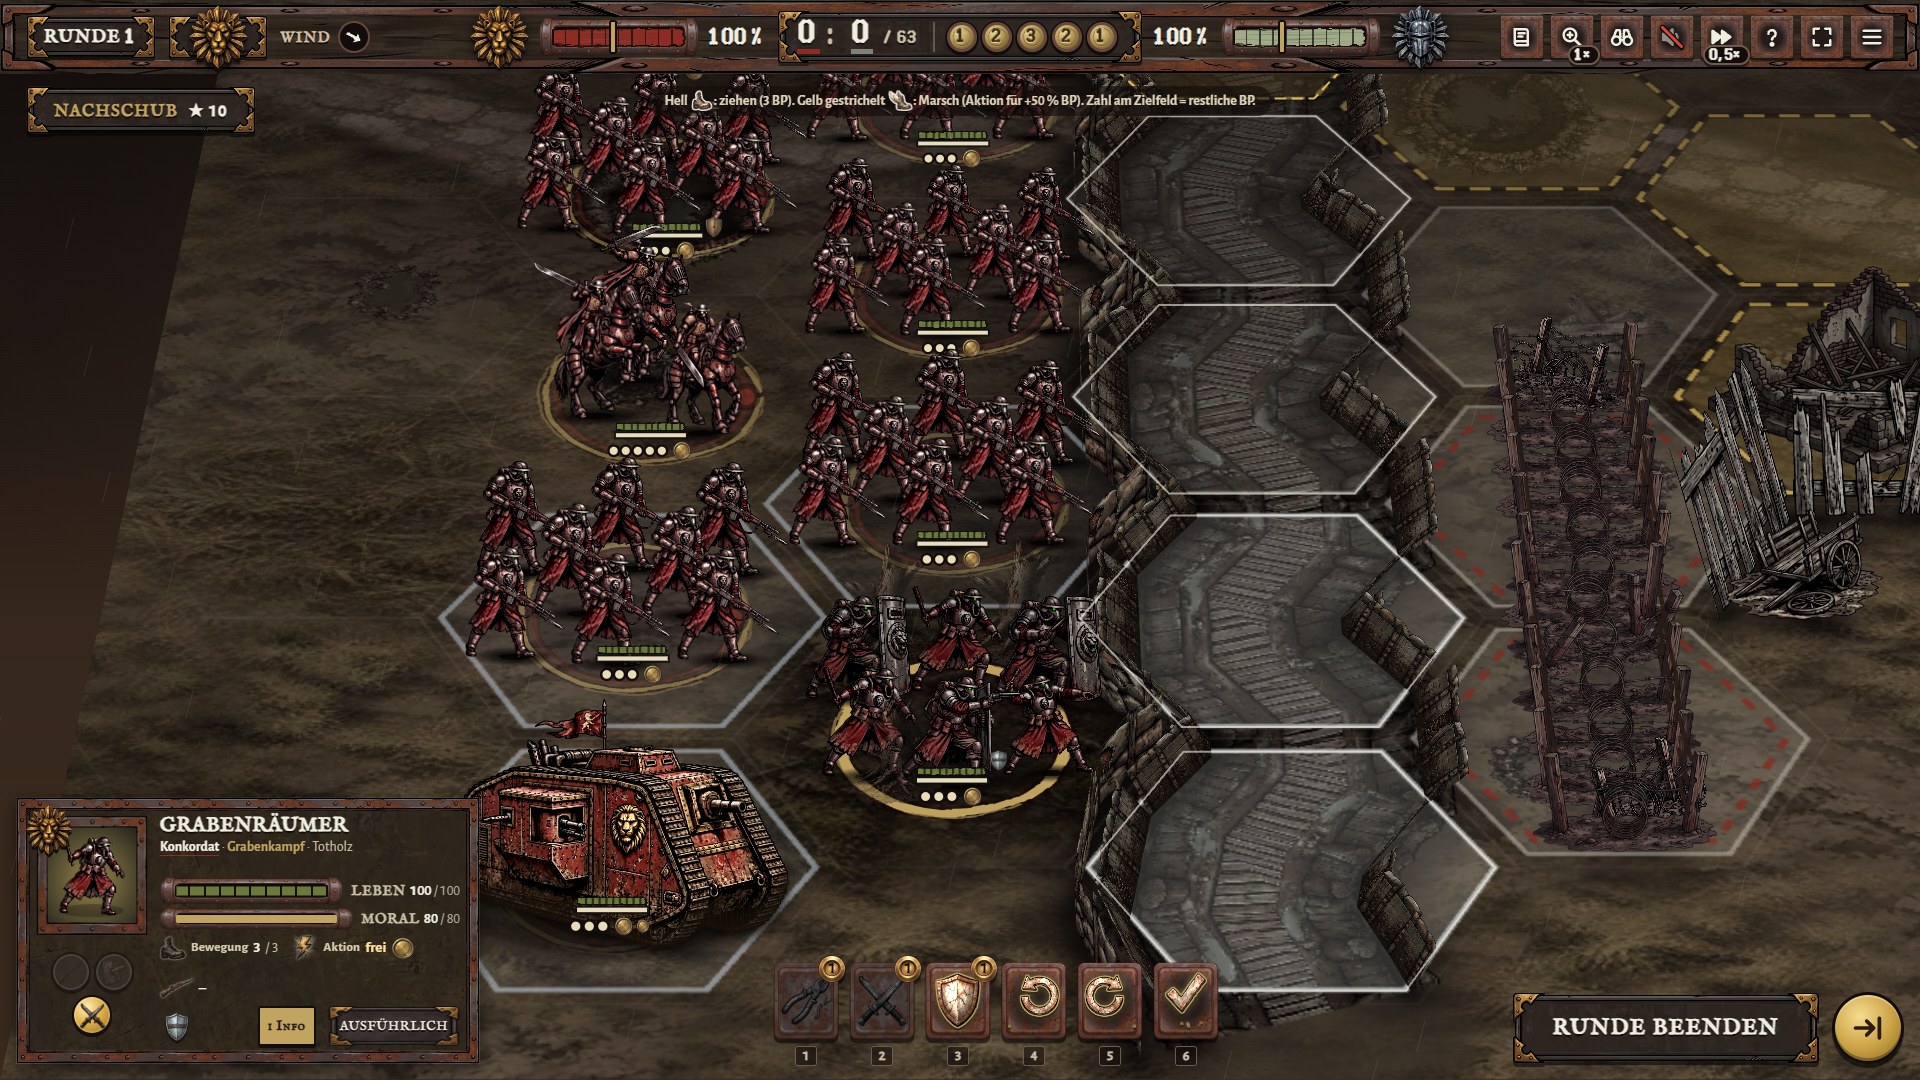 RUNDE 1
WIND
100 %
0 : 0 / 63
1 2 3 2 1
100 %
1×
0,5×
?
NACHSCHUB ★ 10
Hell : ziehen (3 BP). Gelb gestrichelt : Marsch (Aktion für +50 % BP). Zahl am Zielfeld = restliche BP.
GRABENRÄUMER
Konkordat · Grabenkampf · Totholz
LEBEN 100 / 100
MORAL 80 / 80
Bewegung 3 / 3 Aktion frei
–
1 INFO
AUSFÜHRLICH
1 1 1
1 2 3 4 5 6
RUNDE BEENDEN